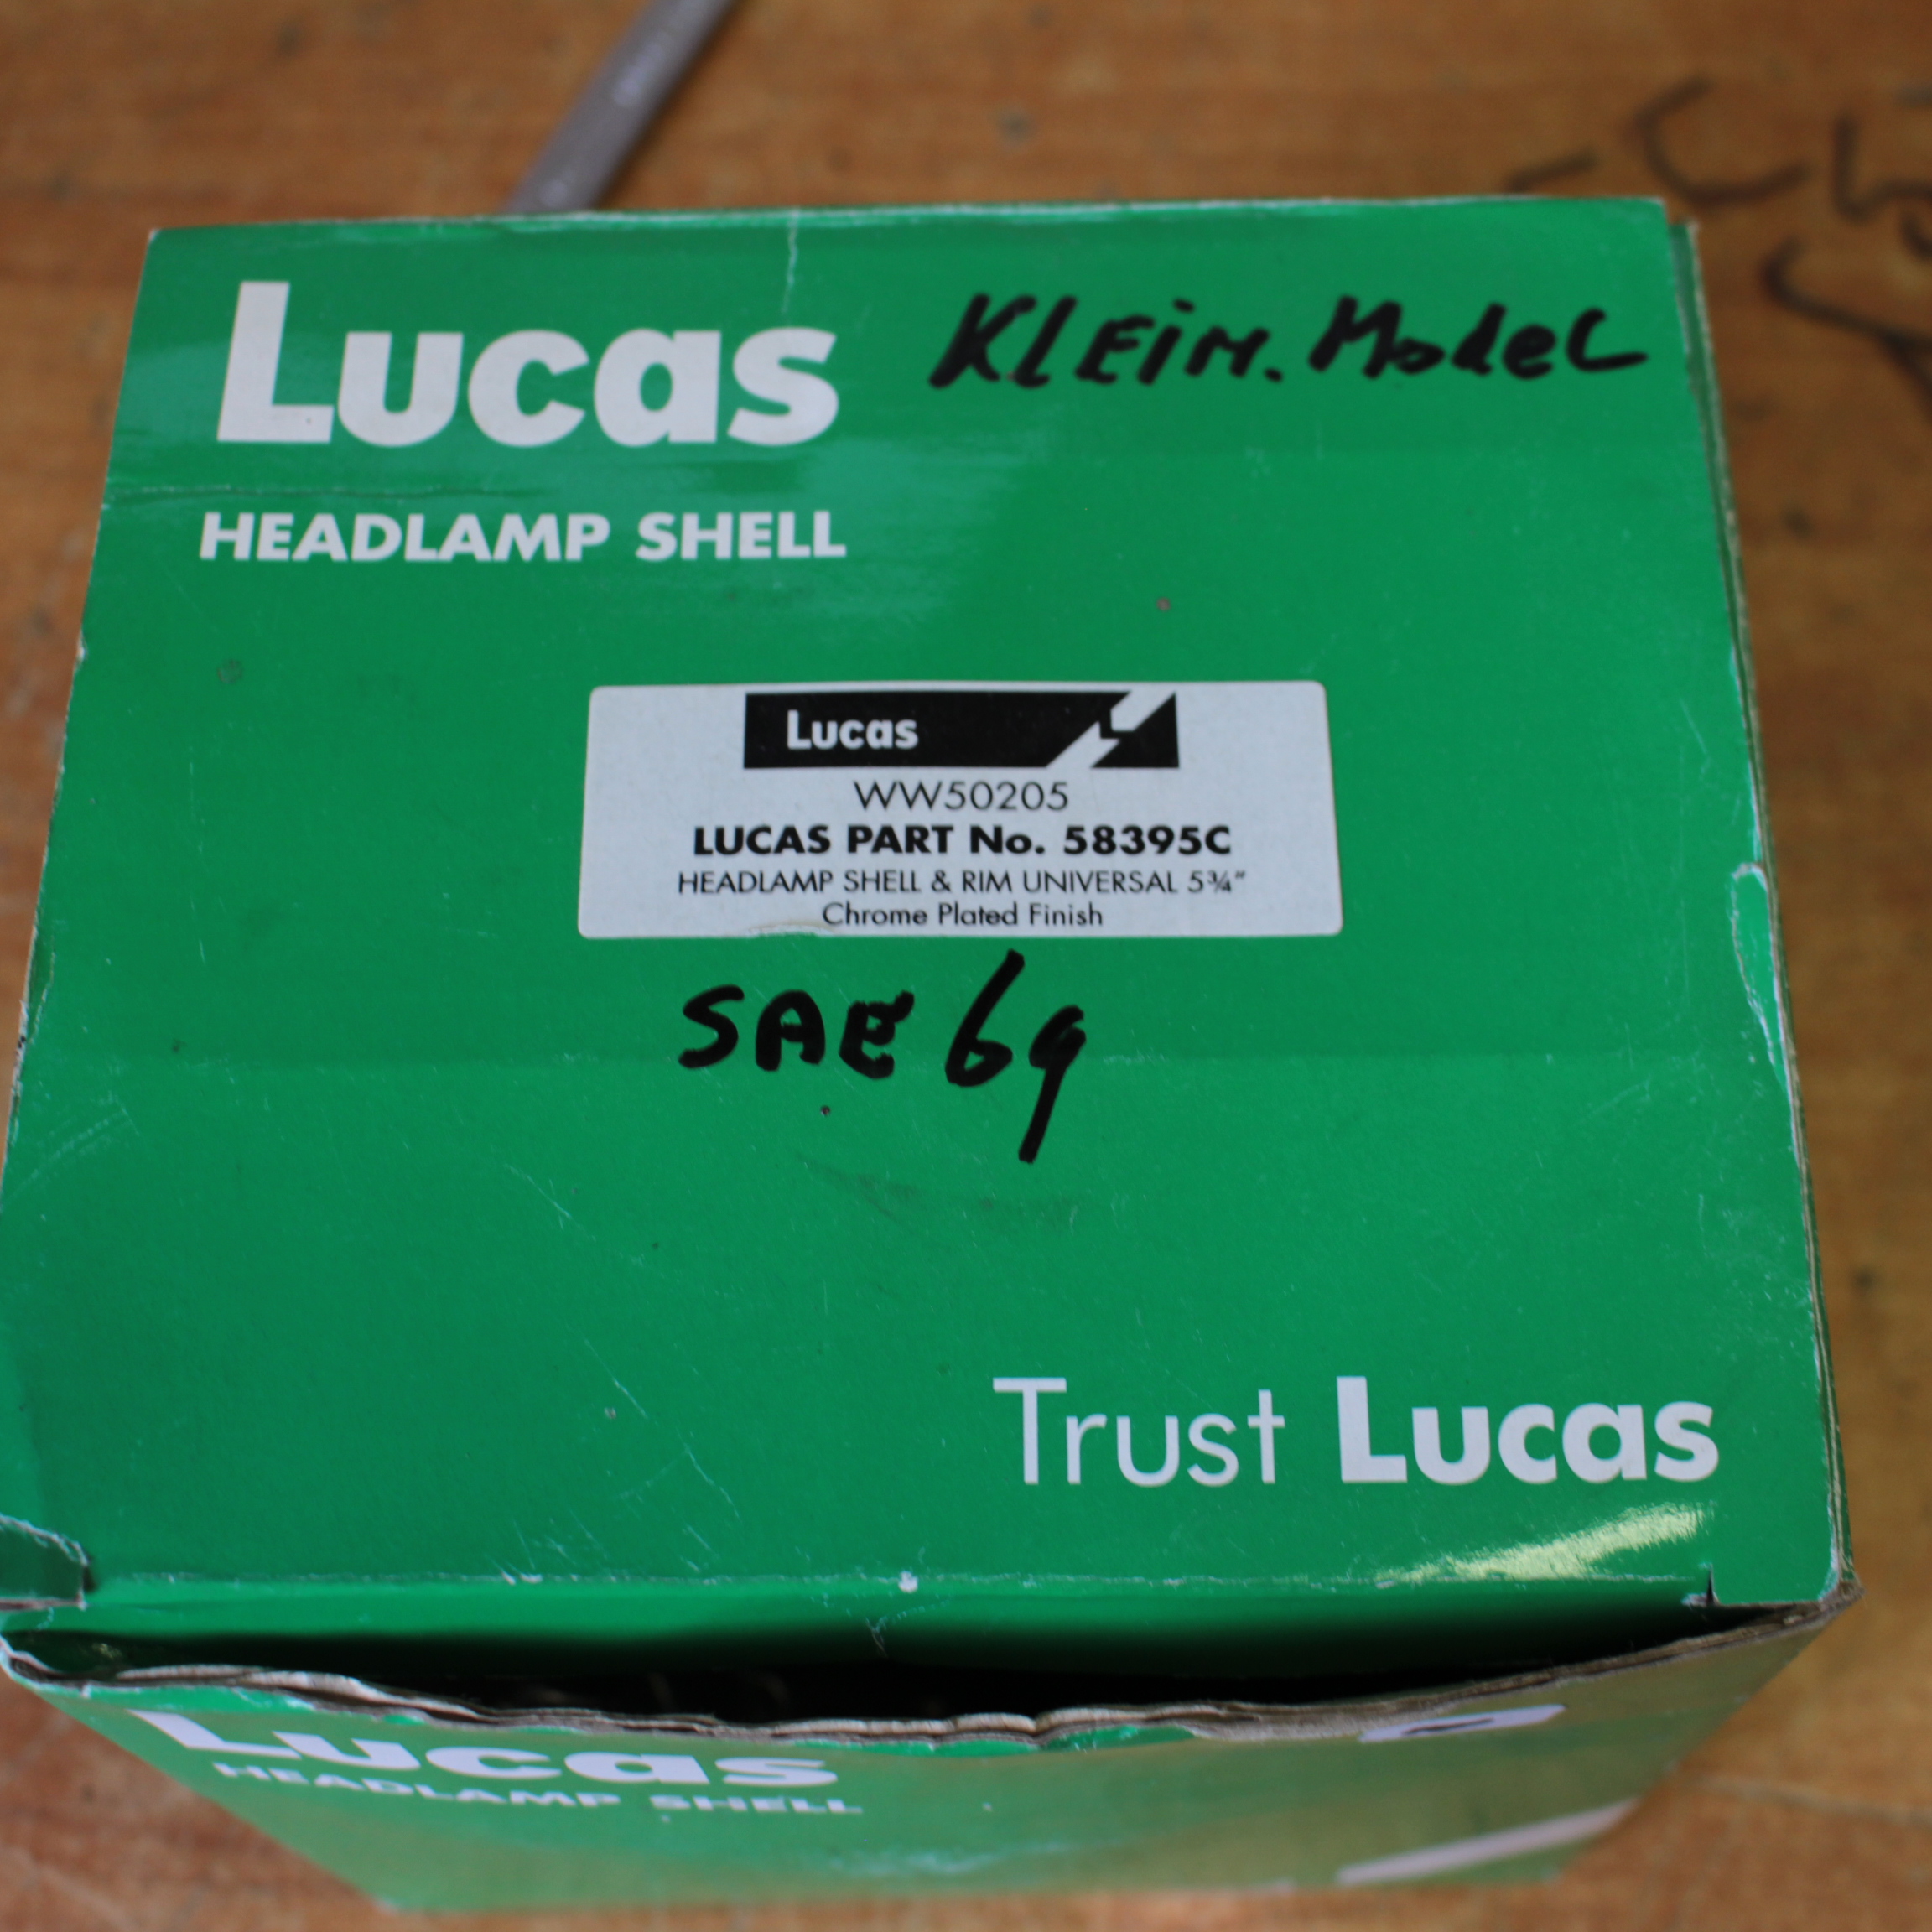 Lucas
KLEiN. Model
HEADLAMP SHELL
Lucas
WW50205
LUCAS PART No. 58395C
HEADLAMP SHELL & RIM UNIVERSAL 5¾"
Chrome Plated Finish
SAE 69
Trust Lucas
Lucas
HEADLAMP SHELL